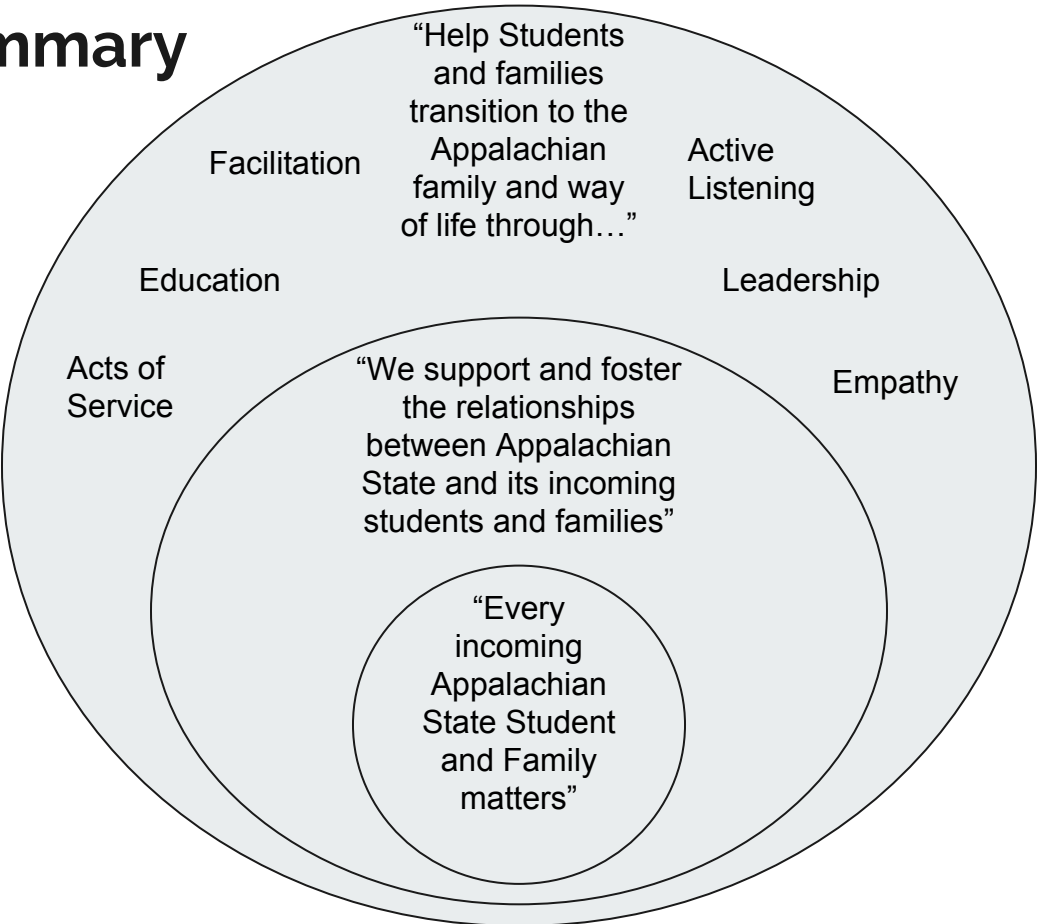 mmary
“Help Students
and families
transition to the
Appalachian
family and way
of life through…”
Facilitation
Active
Listening
Education
Leadership
Acts of
Service
Empathy
“We support and foster
the relationships
between Appalachian
State and its incoming
students and families”
“Every
incoming
Appalachian
State Student
and Family
matters”